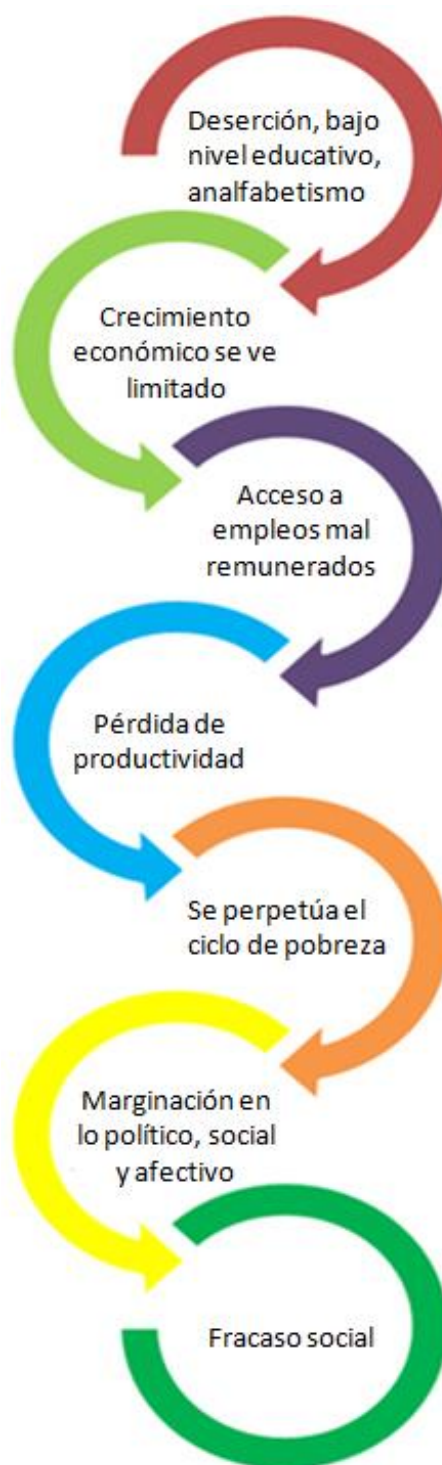 Deserción, bajo
nivel educativo,
analfabetismo
Crecimiento
económico se ve
limitado
Acceso a
empleos mal
remunerados
Pérdida de
productividad
Se perpetúa el
ciclo de pobreza
Marginación en
lo político, social
y afectivo
Fracaso social